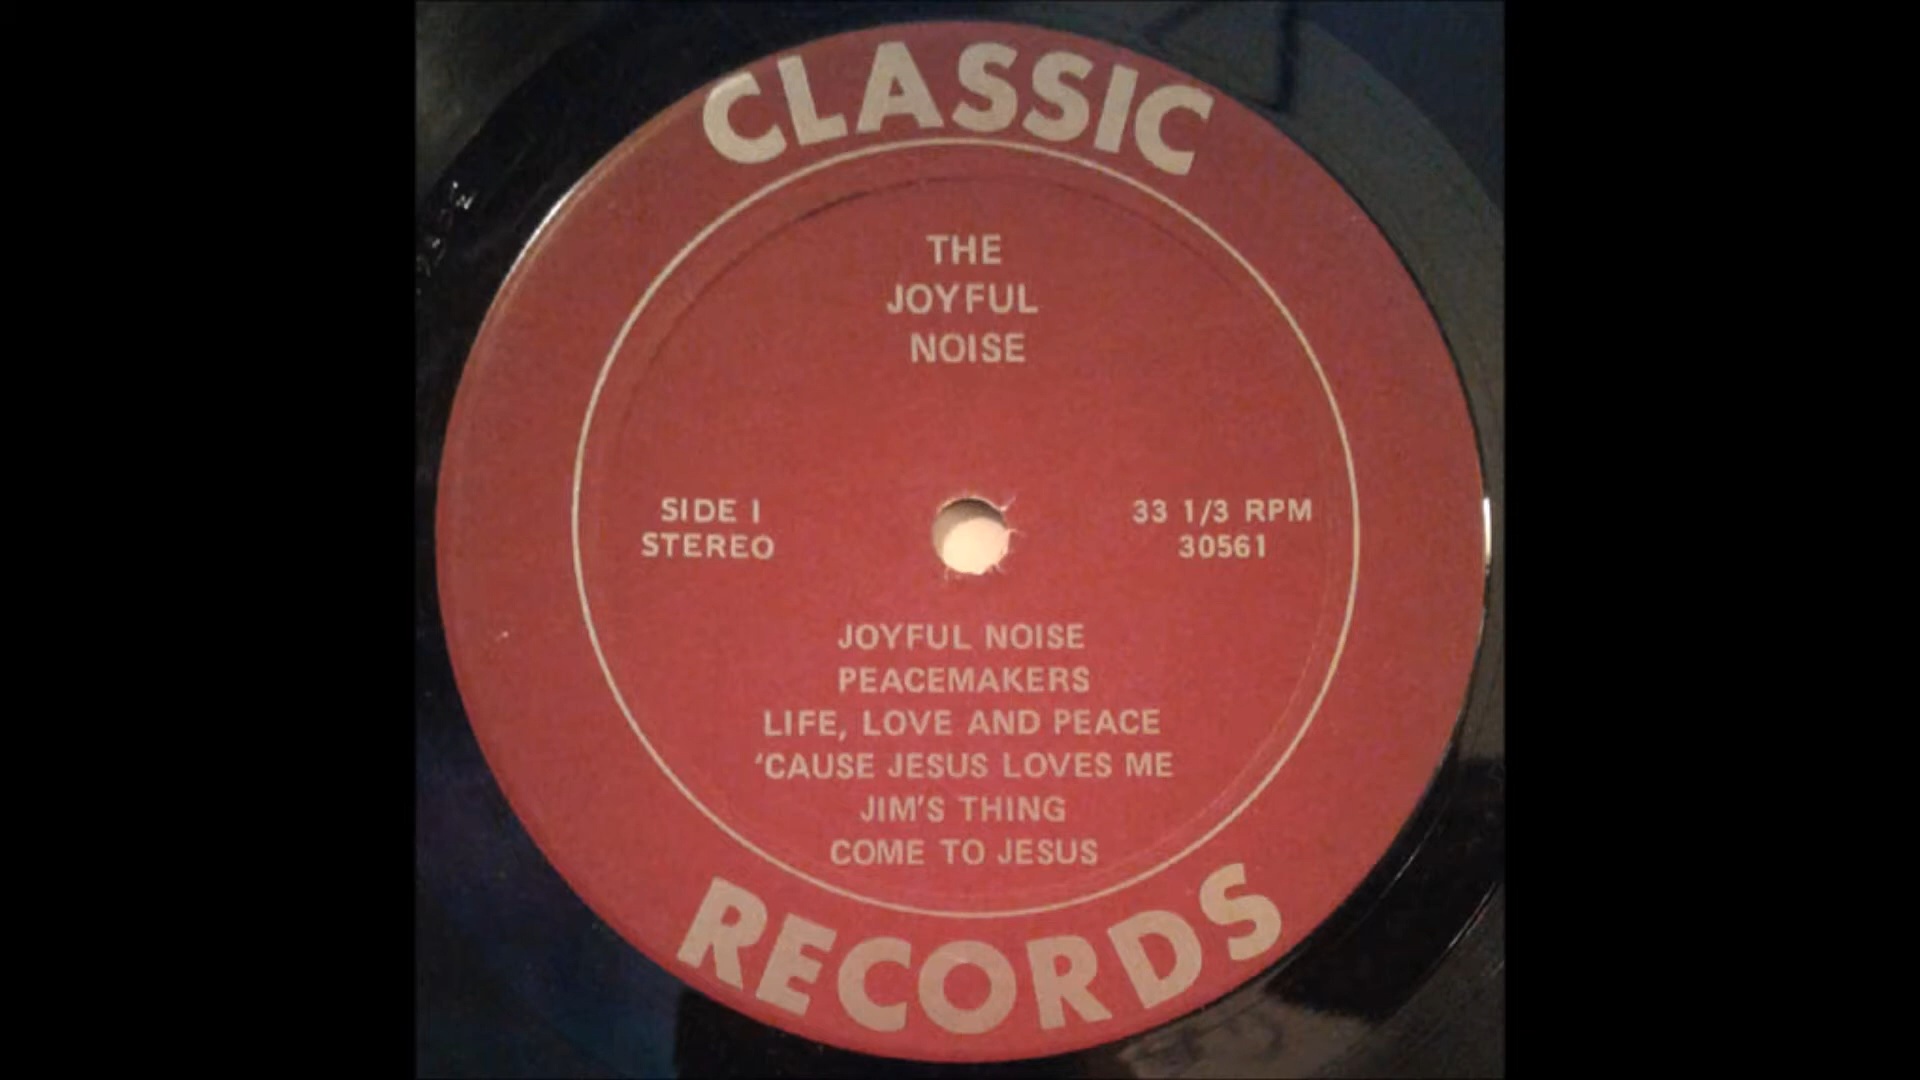 CLASSIC
THE
JOYFUL
NOISE
SIDE 1
STEREO
33 1/3 RPM
30561
JOYFUL NOISE
PEACEMAKERS
LIFE, LOVE AND PEACE
'CAUSE JESUS LOVES ME
JIM'S THING
COME TO JESUS
RECORDS